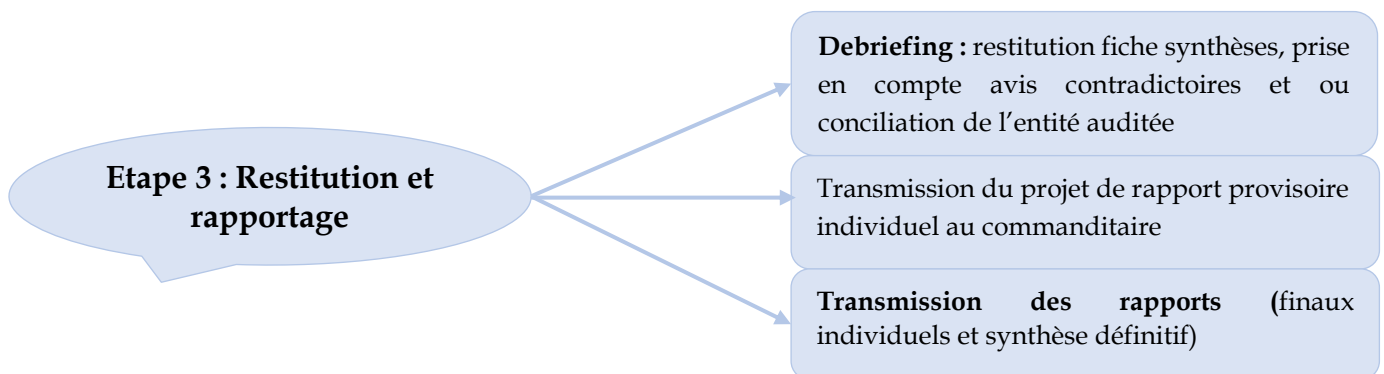 Etape 3 : Restitution et
rapportage
Debriefing : restitution fiche synthèses, prise
en compte avis contradictoires et ou
conciliation de l’entité auditée
Transmission du projet de rapport provisoire
individuel au commanditaire
Transmission des rapports (finaux
individuels et synthèse définitif)